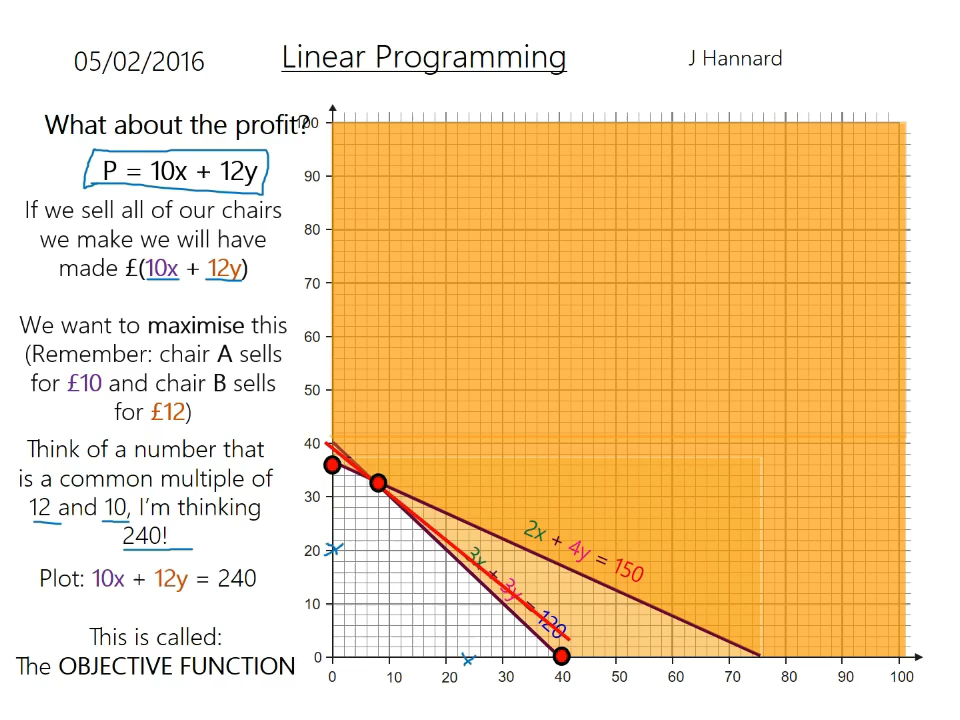 05/02/2016
Linear Programming
J Hannard
What about the profit?
P = 10x + 12y
If we sell all of our chairs
we make we will have
made £(10x + 12y)
We want to maximise this
(Remember: chair A sells
for £10 and chair B sells
for £12)
Think of a number that
is a common multiple of
12 and 10, I'm thinking
240!
Plot: 10x + 12y = 240
This is called:
The OBJECTIVE FUNCTION
100
90
80
70
60
50
40
30
20
10
0
2x + 4y = 150
3x + 3y = 120
0 10 20 30 40 50 60 70 80 90 100